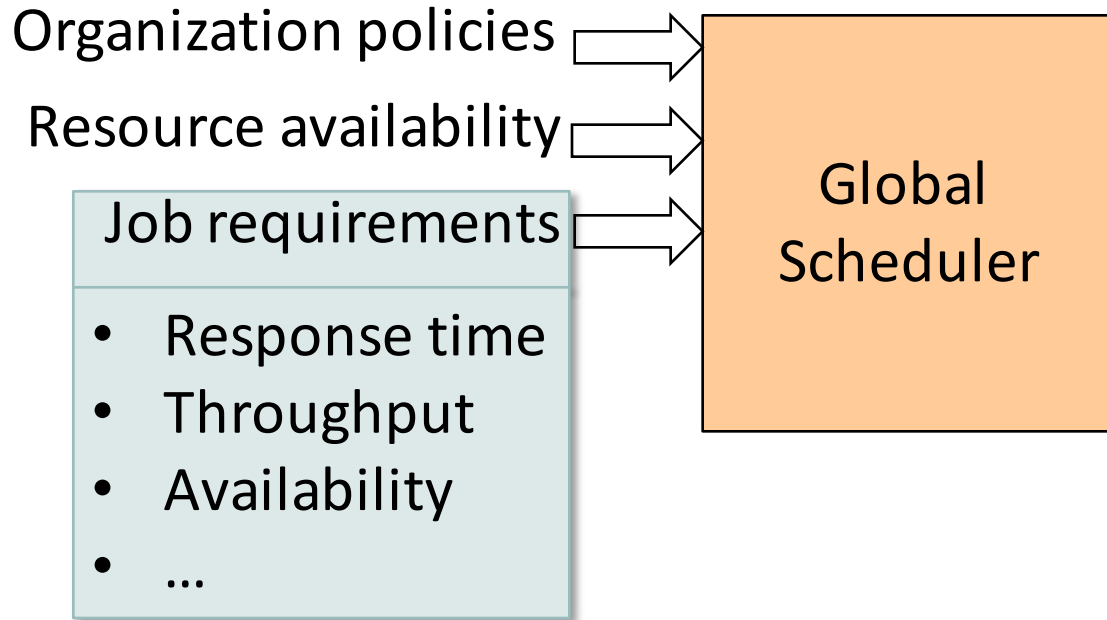 Organization policies
Resource availability
Job requirements
• Response time
• Throughput
• Availability
• …
Global
Scheduler